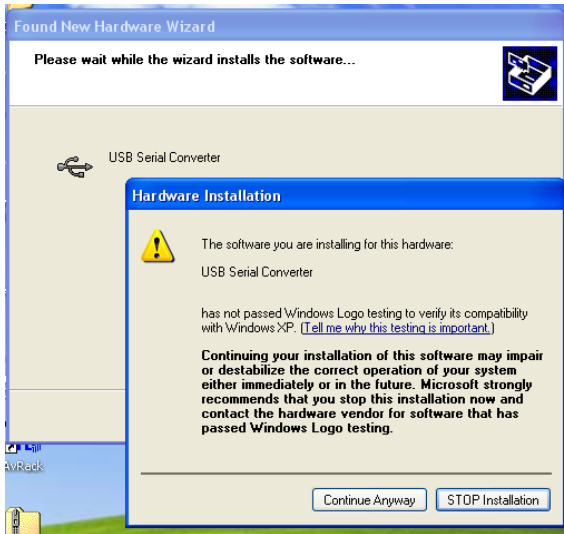 Found New Hardware Wizard
Please wait while the wizard installs the software...
USB Serial Converter
Hardware Installation
The software you are installing for this hardware:
USB Serial Converter
has not passed Windows Logo testing to verify its compatibility
with Windows XP. (Tell me why this testing is important.)
Continuing your installation of this software may impair
or destabilize the correct operation of your system
either immediately or in the future. Microsoft strongly
recommends that you stop this installation now and
contact the hardware vendor for software that has
passed Windows Logo testing.
AvRack
Continue Anyway
STOP Installation